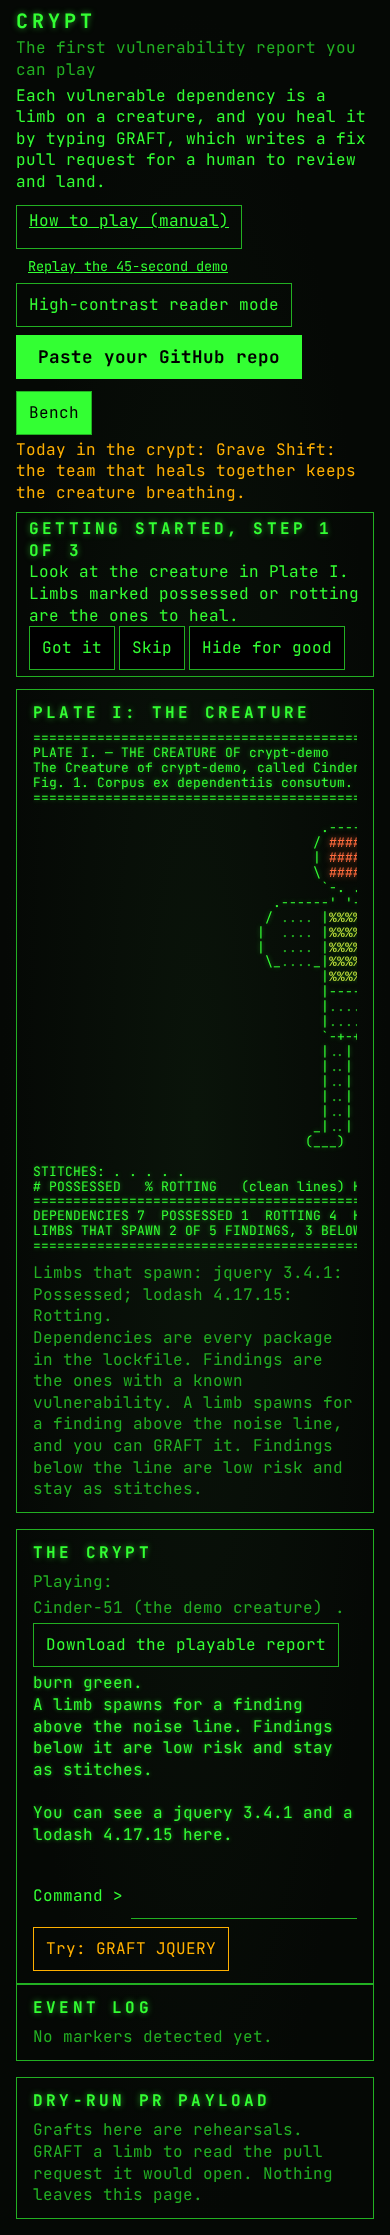 CRYPT
The first vulnerability report you
can play
Each vulnerable dependency is a
limb on a creature, and you heal it
by typing GRAFT, which writes a fix
pull request for a human to review
and land.
How to play (manual)
Replay the 45-second demo
High-contrast reader mode
Paste your GitHub repo
Bench
Today in the crypt: Grave Shift:
the team that heals together keeps
the creature breathing.
GETTING STARTED, STEP 1
OF 3
Look at the creature in Plate I.
Limbs marked possessed or rotting
are the ones to heal.
Got it
Skip
Hide for good
PLATE I: THE CREATURE
PLATE I. — THE CREATURE OF crypt-demo
The Creature of crypt-demo, called Cinder
Fig. 1. Corpus ex dependentiis consutum.
STITCHES: . . . . .
# POSSESSED   % ROTTING   (clean lines)
DEPENDENCIES 7  POSSESSED 1  ROTTING 4
LIMBS THAT SPAWN 2 OF 5 FINDINGS, 3 BELOW
Limbs that spawn: jquery 3.4.1:
Possessed; lodash 4.17.15:
Rotting.
Dependencies are every package
in the lockfile. Findings are
the ones with a known
vulnerability. A limb spawns for
a finding above the noise line,
and you can GRAFT it. Findings
below the line are low risk and
stay as stitches.
THE CRYPT
Playing:
Cinder-51 (the demo creature) .
Download the playable report
burn green.
A limb spawns for a finding
above the noise line. Findings
below it are low risk and stay
as stitches.
You can see a jquery 3.4.1 and a
lodash 4.17.15 here.
Command >
Try: GRAFT JQUERY
EVENT LOG
No markers detected yet.
DRY-RUN PR PAYLOAD
Grafts here are rehearsals.
GRAFT a limb to read the pull
request it would open. Nothing
leaves this page.